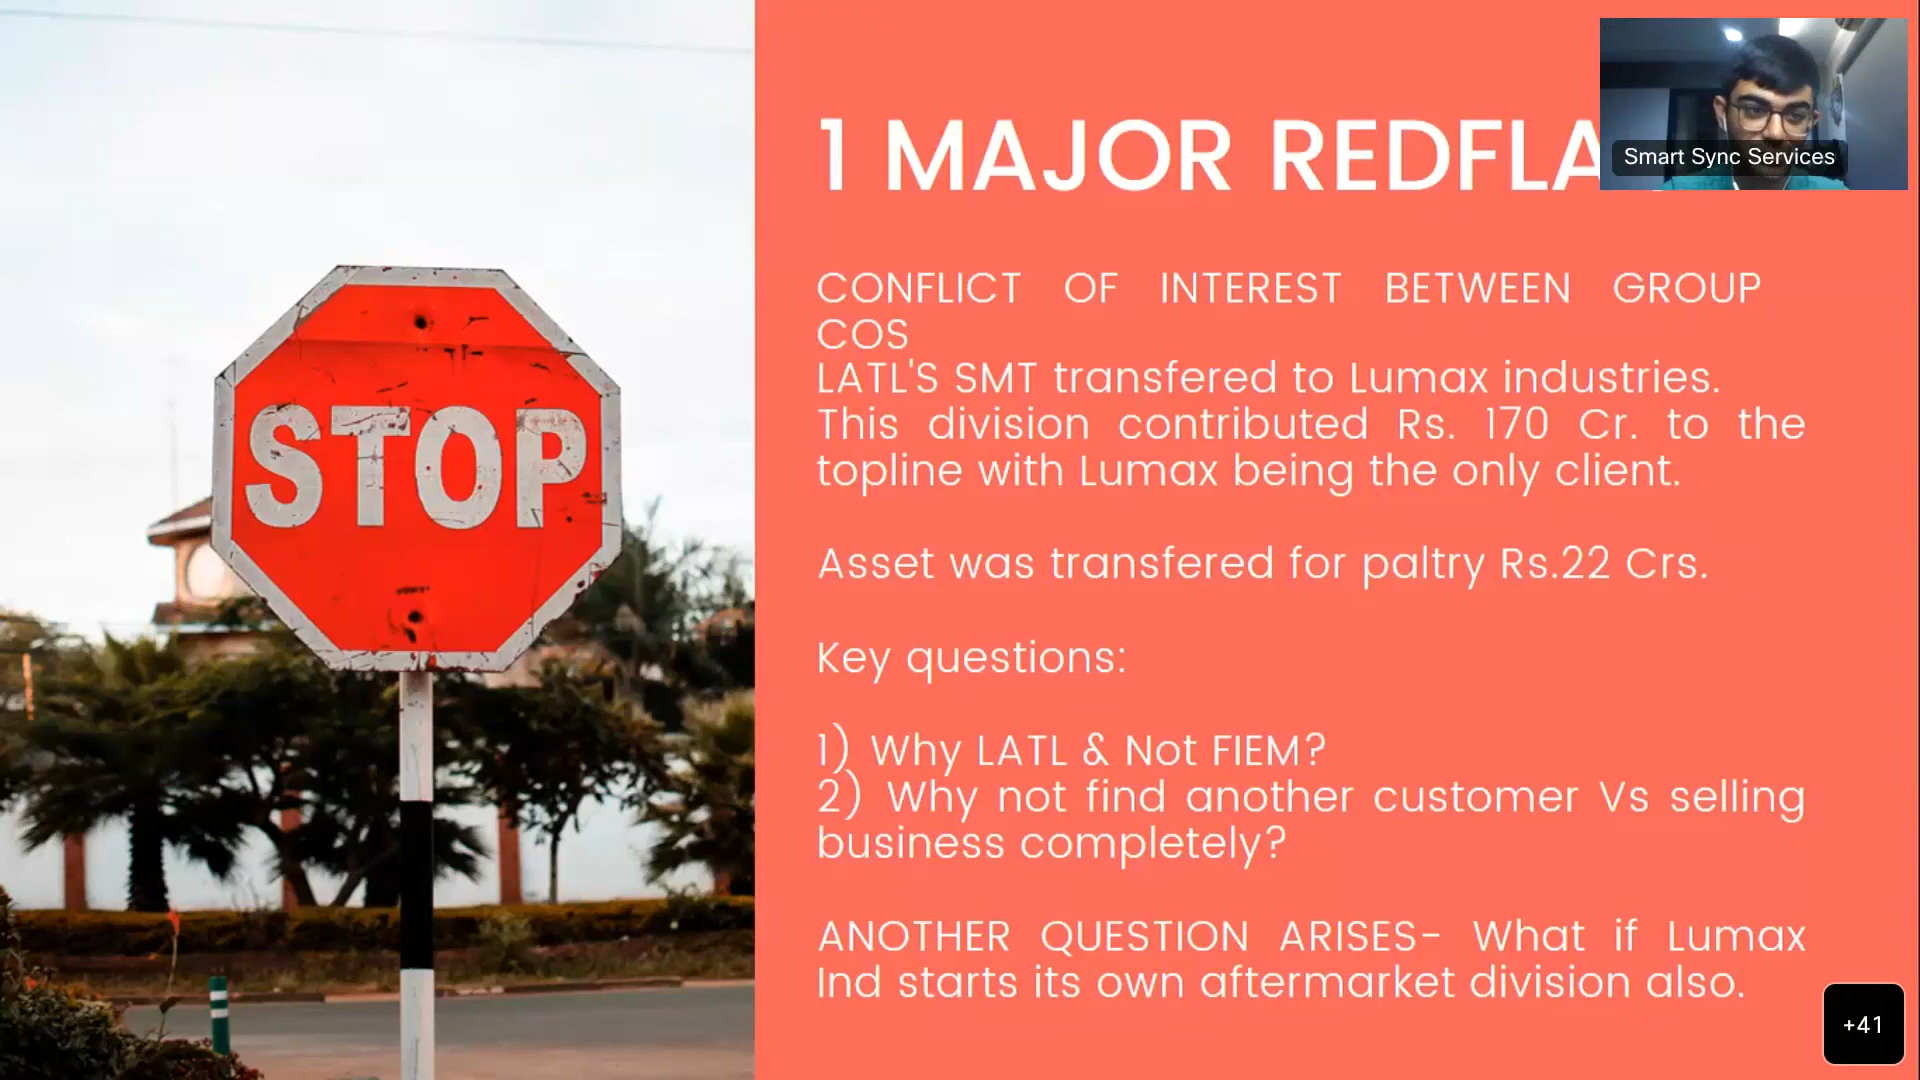 STOP
1 MAJOR REDFLA
Smart Sync Services
CONFLICT OF INTEREST BETWEEN GROUP
COS
LATL'S SMT transfered to Lumax industries.
This division contributed Rs. 170 Cr. to the
topline with Lumax being the only client.
Asset was transfered for paltry Rs.22 Crs.
Key questions:
1) Why LATL & Not FIEM?
2) Why not find another customer Vs selling
business completely?
ANOTHER QUESTION ARISES- What if Lumax
Ind starts its own aftermarket division also.
+41